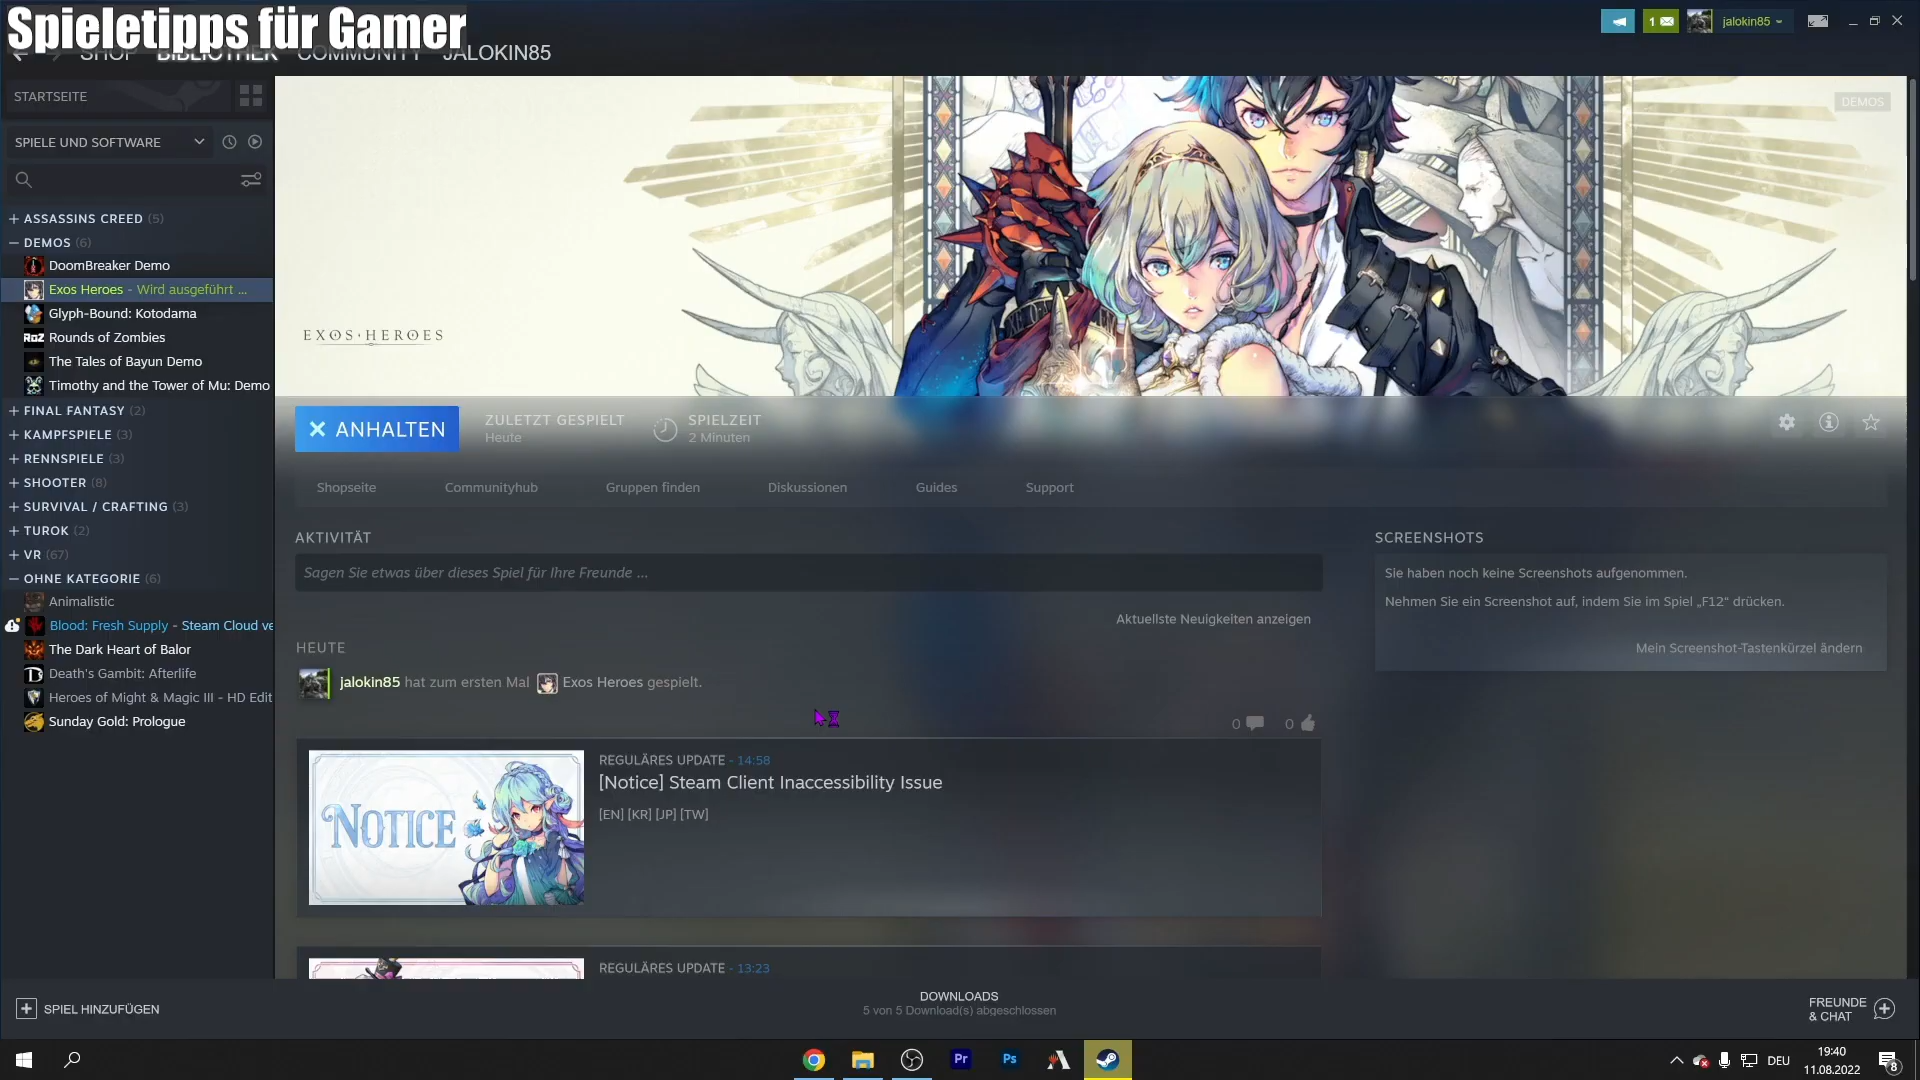 Spieletipps für Gamer
SHOP BIBLIOTHEK COMMUNITY JALOKIN85
1
jalokin85
STARTSEITE
DEMOS
SPIELE UND SOFTWARE
ASSASSINS CREED (5)
DEMOS (6)
DoomBreaker Demo
Exos Heroes - Wird ausgeführt ...
Glyph-Bound: Kotodama
RoZ Rounds of Zombies
The Tales of Bayun Demo
Timothy and the Tower of Mu: Demo
FINAL FANTASY (2)
KAMPFSPIELE (3)
RENNSPIELE (3)
SHOOTER (8)
SURVIVAL / CRAFTING (3)
TUROK (2)
VR (67)
OHNE KATEGORIE (6)
Animalistic
Blood: Fresh Supply - Steam Cloud ve
The Dark Heart of Balor
Death's Gambit: Afterlife
Heroes of Might & Magic III - HD Edit
Sunday Gold: Prologue
EXOS·HEROES
ANHALTEN
ZULETZT GESPIELT
Heute
SPIELZEIT
2 Minuten
Shopseite Communityhub Gruppen finden Diskussionen Guides Support
AKTIVITÄT
Sagen Sie etwas über dieses Spiel für Ihre Freunde ...
Aktuellste Neuigkeiten anzeigen
HEUTE
jalokin85 hat zum ersten Mal Exos Heroes gespielt.
0 0
NOTICE
REGULÄRES UPDATE - 14:58
[Notice] Steam Client Inaccessibility Issue
[EN] [KR] [JP] [TW]
REGULÄRES UPDATE - 13:23
SCREENSHOTS
Sie haben noch keine Screenshots aufgenommen.
Nehmen Sie ein Screenshot auf, indem Sie im Spiel „F12“ drücken.
Mein Screenshot-Tastenkürzel ändern
SPIEL HINZUFÜGEN
DOWNLOADS
5 von 5 Download(s) abgeschlossen
FREUNDE
& CHAT
Pr Ps
DEU
19:40
11.08.2022
8